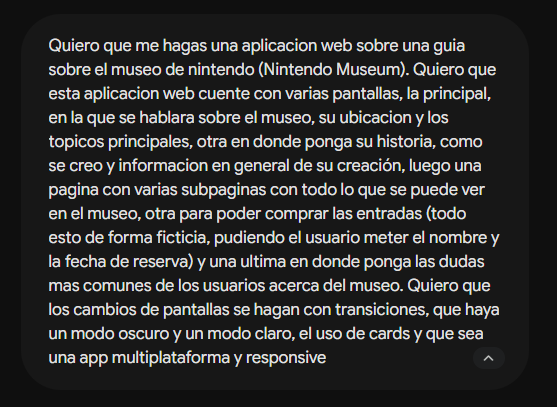 Quiero que me hagas una aplicacion web sobre una guia
sobre el museo de nintendo (Nintendo Museum). Quiero que
esta aplicacion web cuente con varias pantallas, la principal,
en la que se hablara sobre el museo, su ubicacion y los
topicos principales, otra en donde ponga su historia, como
se creo y informacion en general de su creación, luego una
pagina con varias subpaginas con todo lo que se puede ver
en el museo, otra para poder comprar las entradas (todo
esto de forma ficticia, pudiendo el usuario meter el nombre y
la fecha de reserva) y una ultima en donde ponga las dudas
mas comunes de los usuarios acerca del museo. Quiero que
los cambios de pantallas se hagan con transiciones, que haya
un modo oscuro y un modo claro, el uso de cards y que sea
una app multiplataforma y responsive